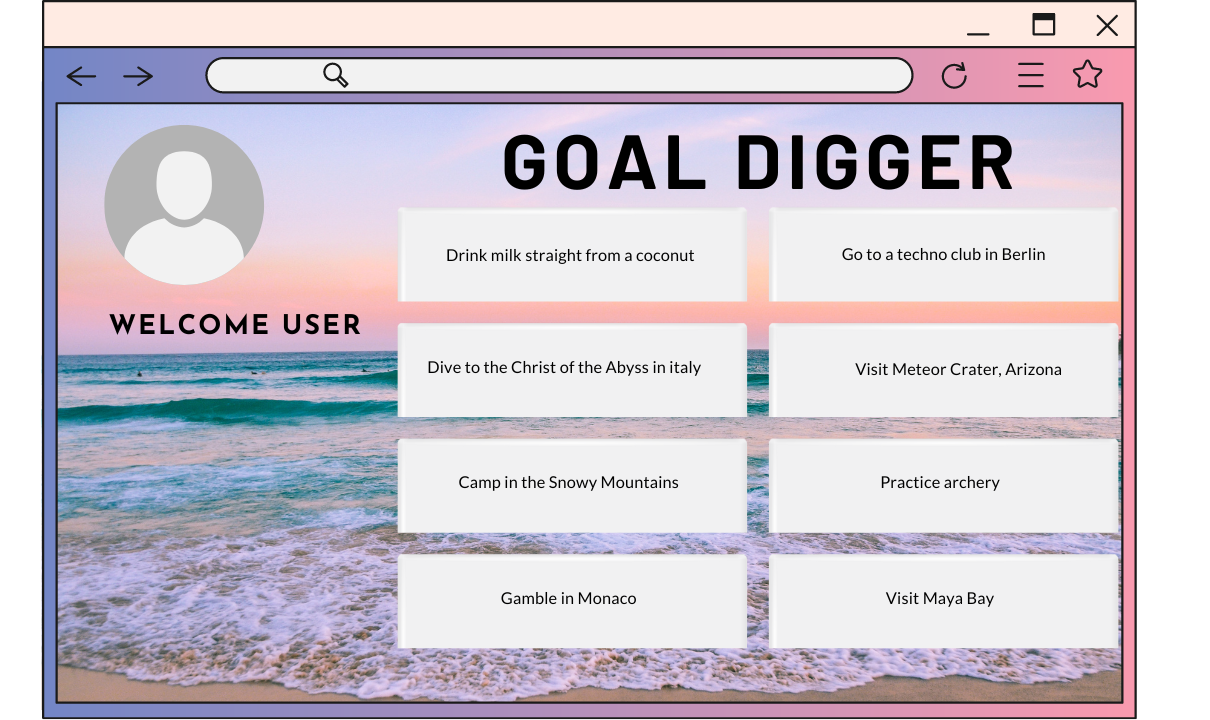 GOAL DIGGER
WELCOME USER
Drink milk straight from a coconut
Go to a techno club in Berlin
Dive to the Christ of the Abyss in italy
Visit Meteor Crater, Arizona
Camp in the Snowy Mountains
Practice archery
Gamble in Monaco
Visit Maya Bay